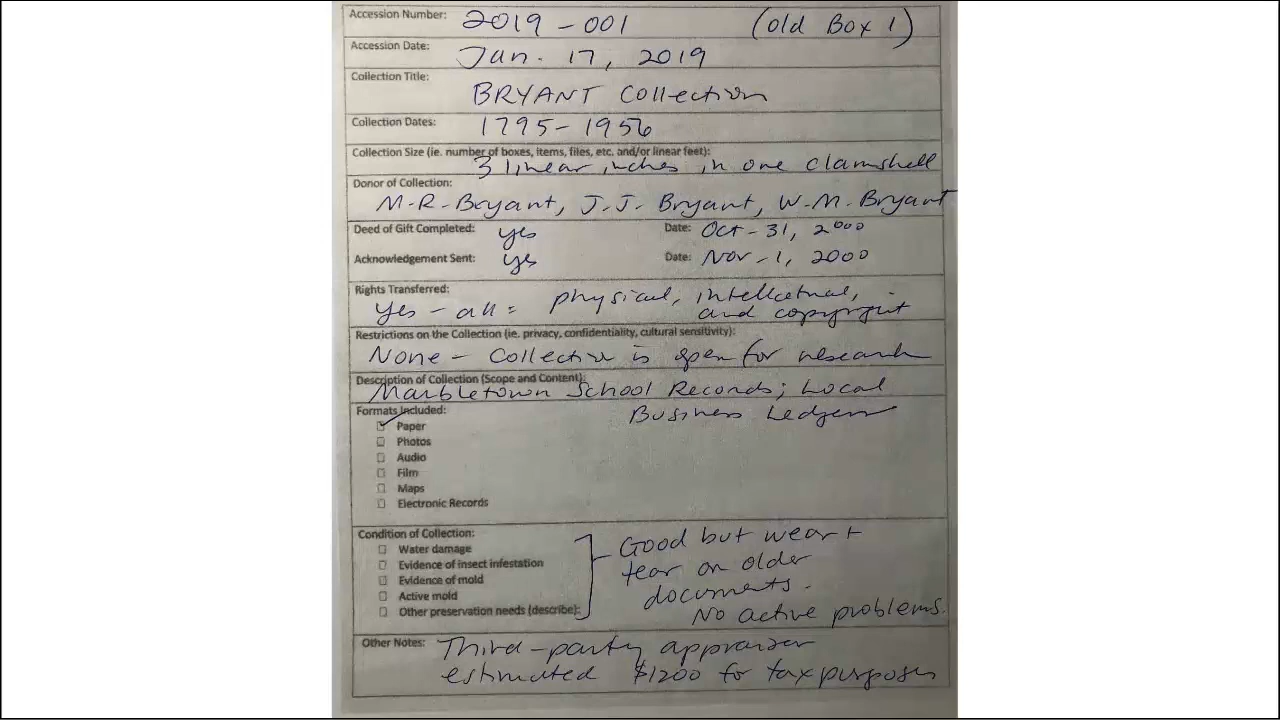 Accession Number: 2019-001 (old Box 1)
Accession Date: Jan. 17, 2019
Collection Title: BRYANT Collection
Collection Dates: 1795-1956
Collection Size (ie. number of boxes, items, files, etc. and/or linear feet):
3 linear inches in one clamshell
Donor of Collection:
M.R. Bryant, J.J. Bryant, W.M. Bryant
Deed of Gift Completed: yes Date: Oct-31, 2000
Acknowledgement Sent: yes Date: Nov-1, 2000
Rights Transferred:
Yes - all = physical, intellectual,
and copyright
Restrictions on the Collection (ie. privacy, confidentiality, cultural sensitivity):
None - Collection is open for research
Description of Collection (Scope and Content):
Marbletown School Records; Local
Business Ledgers
Formats Included:
Paper
Photos
Audio
Film
Maps
Electronic Records
Condition of Collection:
Water damage
Evidence of insect infestation
Evidence of mold
Active mold
Other preservation needs (describe):
Good but wear +
tear on older
documents.
No active problems.
Other Notes: Third-party appraiser
estimated $1200 for tax purposes